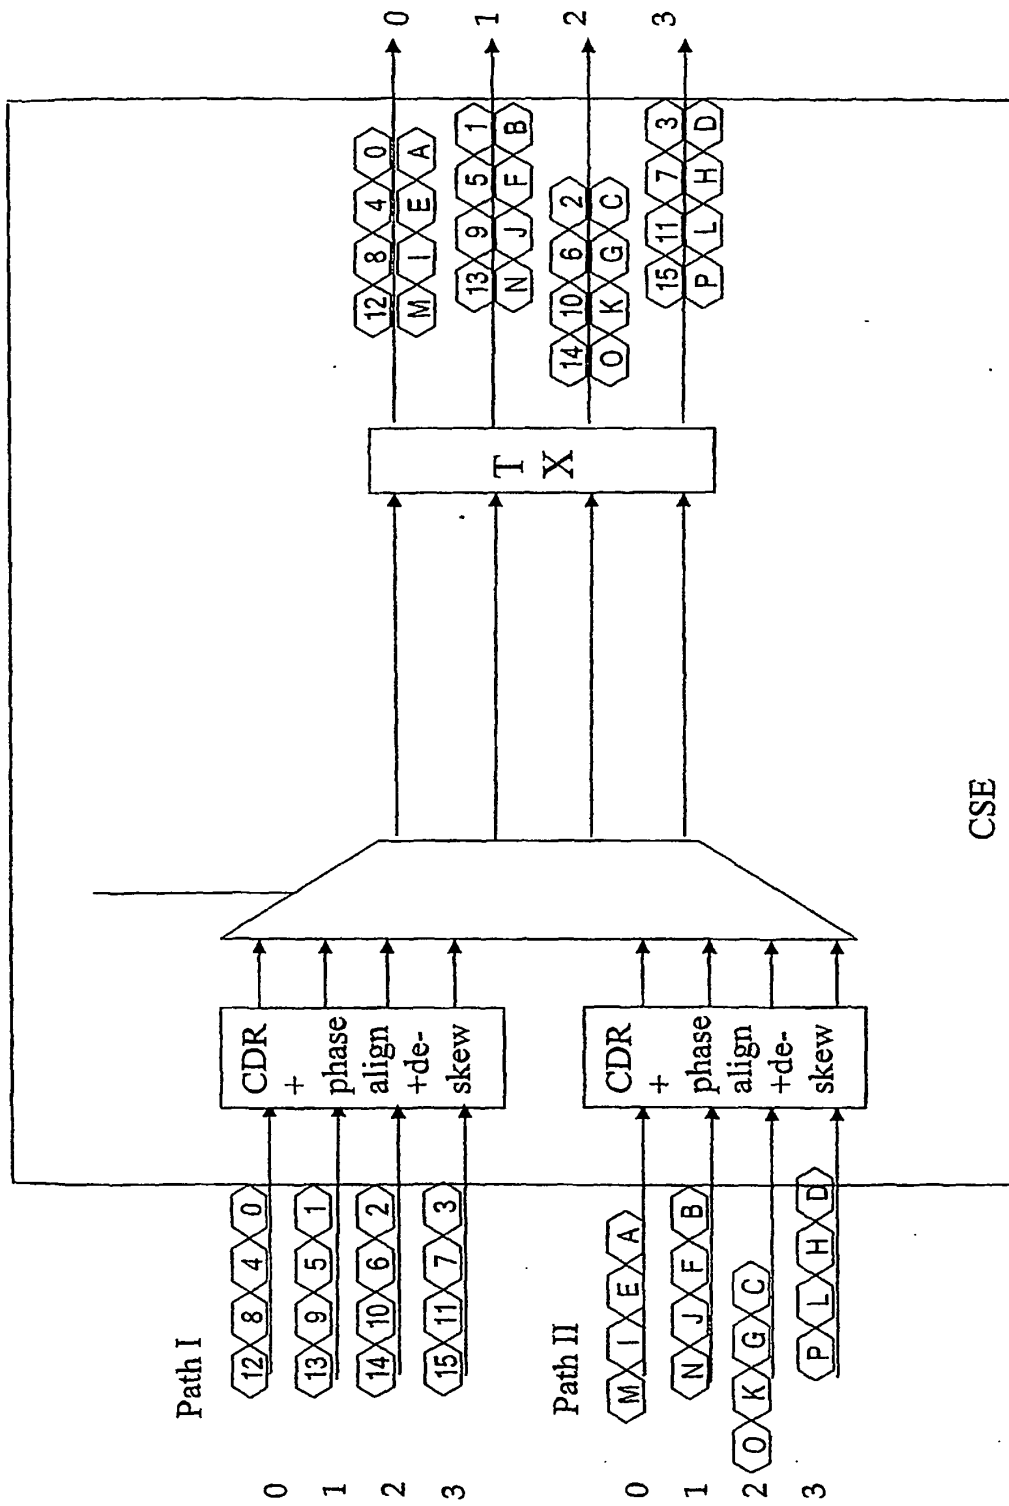 Path I
0
12 8 4 0
1
13 9 5 1
2
14 10 6 2
3
15 11 7 3
CDR
+ phase
align
+de-
skew
Path II
0
M I E A
1
N J F B
2
O K G C
3
P L H D
CDR
+ phase
align
+de-
skew
T
X
12 8 4 0
M I E A
0
13 9 5 1
N J F B
1
14 10 6 2
O K G C
2
15 11 7 3
P L H D
3
CSE